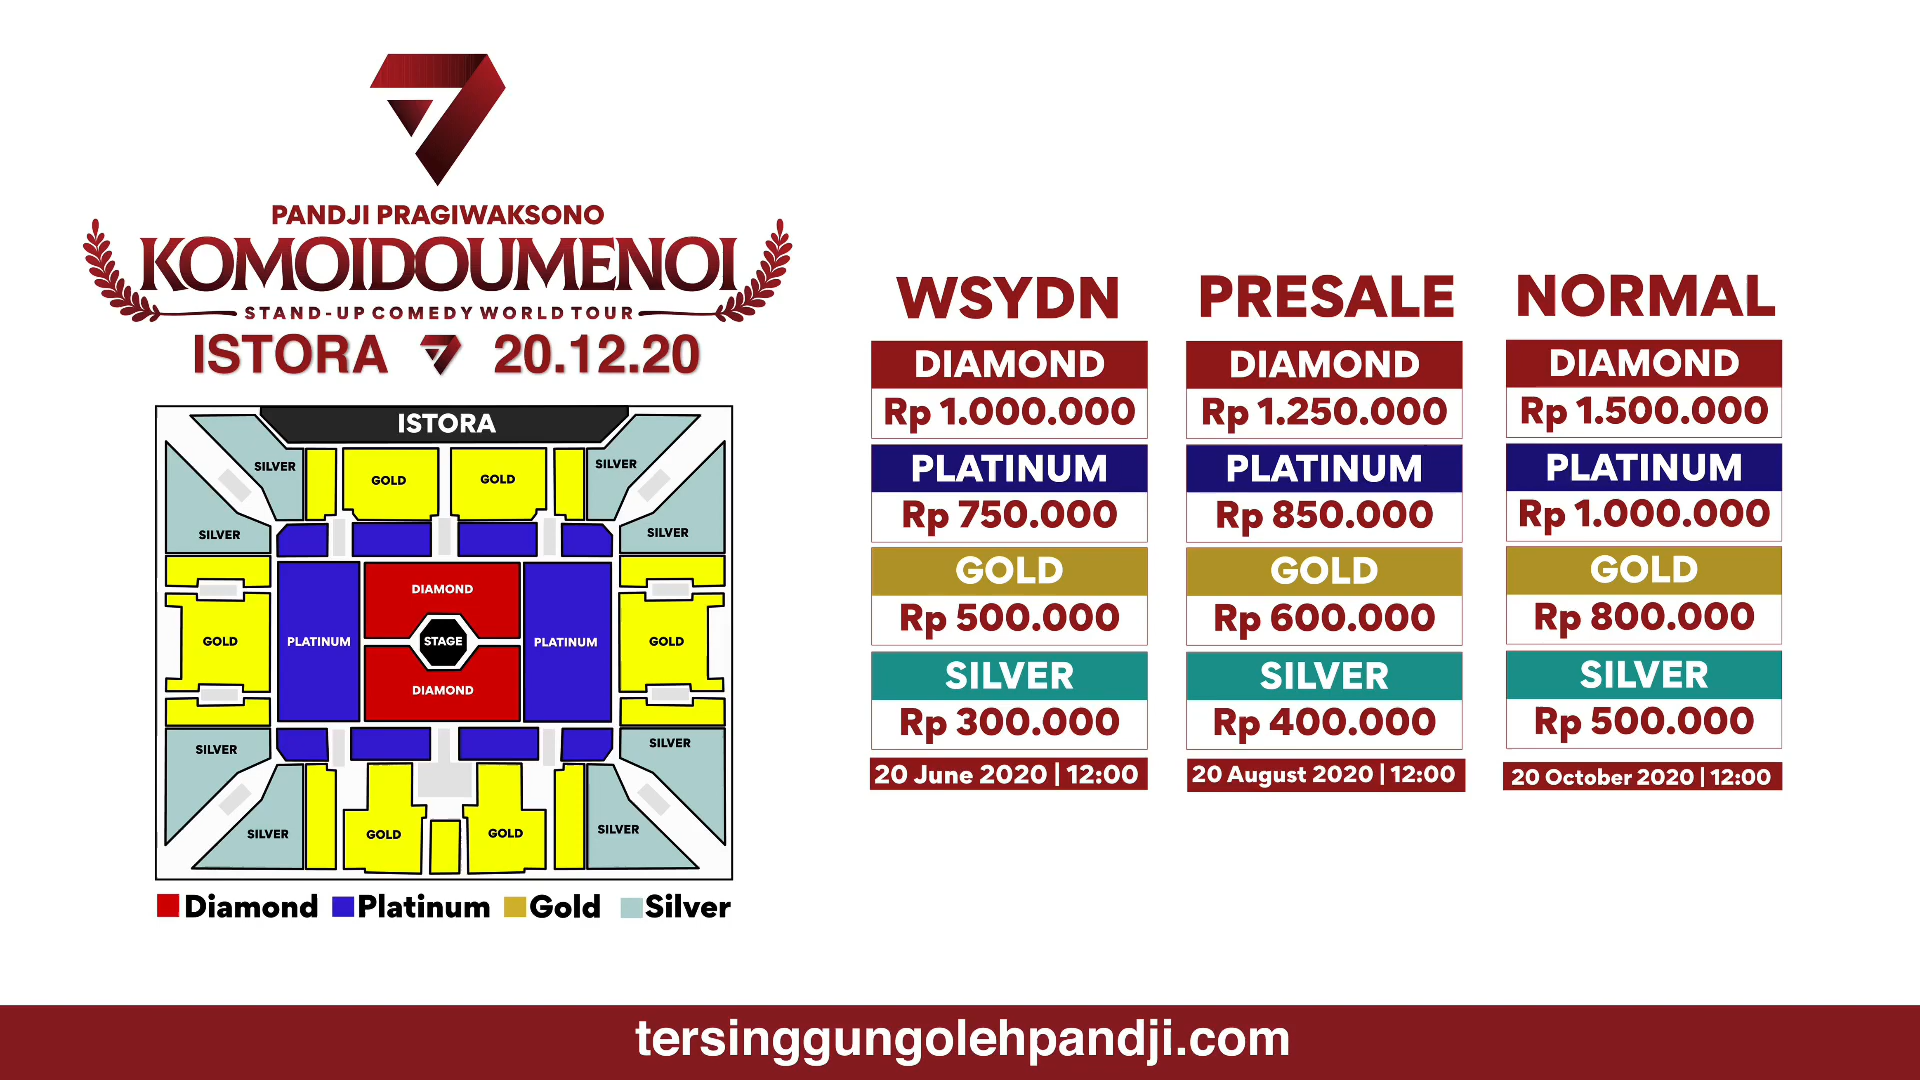 PANDJI PRAGIWAKSONO
KOMOIDOUMENOI
STAND-UP COMEDY WORLD TOUR
ISTORA 20.12.20
ISTORA
SILVER GOLD GOLD SILVER
SILVER SILVER
DIAMOND
GOLD PLATINUM STAGE PLATINUM GOLD
DIAMOND
SILVER SILVER
SILVER GOLD GOLD SILVER
Diamond Platinum Gold Silver
WSYDN
DIAMOND
Rp 1.000.000
PLATINUM
Rp 750.000
GOLD
Rp 500.000
SILVER
Rp 300.000
20 June 2020 | 12:00
PRESALE
DIAMOND
Rp 1.250.000
PLATINUM
Rp 850.000
GOLD
Rp 600.000
SILVER
Rp 400.000
20 August 2020 | 12:00
NORMAL
DIAMOND
Rp 1.500.000
PLATINUM
Rp 1.000.000
GOLD
Rp 800.000
SILVER
Rp 500.000
20 October 2020 | 12:00
tersinggungolehpandji.com